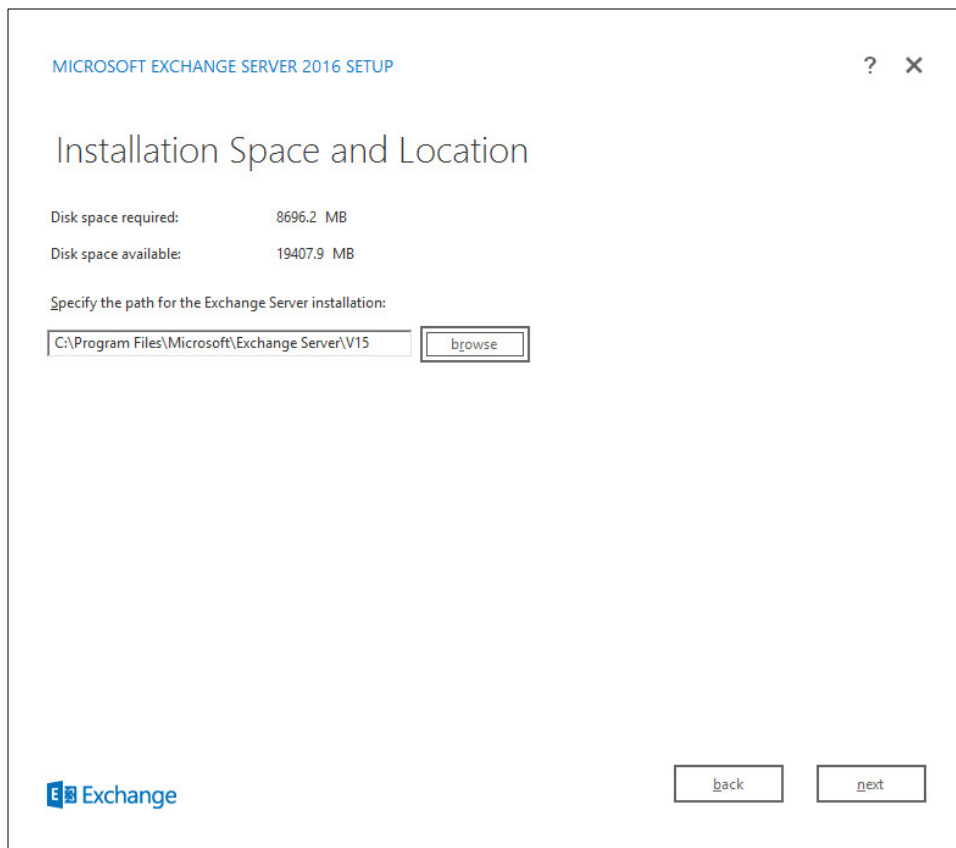 MICROSOFT EXCHANGE SERVER 2016 SETUP
?
Installation Space and Location
Disk space required: 8696.2 MB
Disk space available: 19407.9 MB
Specify the path for the Exchange Server installation:
C:\Program Files\Microsoft\Exchange Server\V15 browse
E Exchange
back next